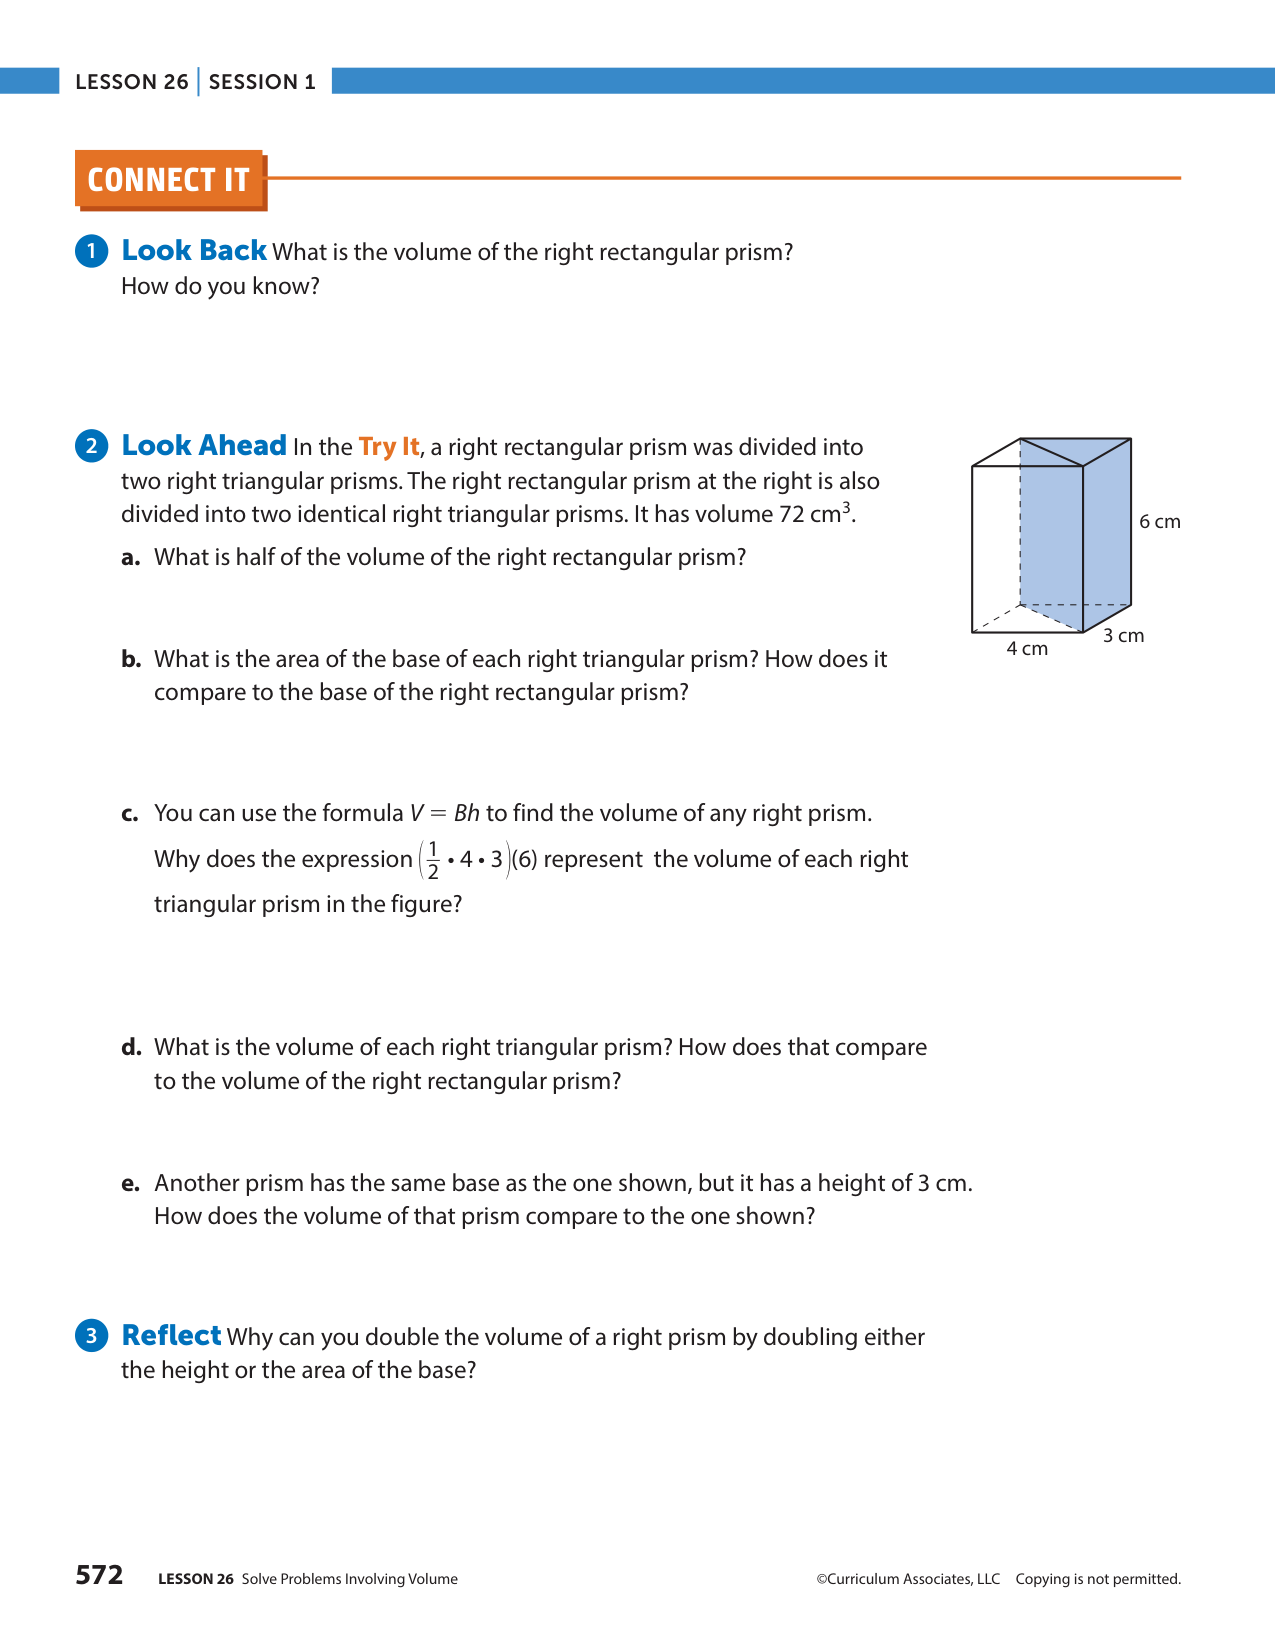 LESSON 26 | SESSION 1
CONNECT IT
1 Look Back What is the volume of the right rectangular prism?
How do you know?
2 Look Ahead In the Try It, a right rectangular prism was divided into
two right triangular prisms. The right rectangular prism at the right is also
divided into two identical right triangular prisms. It has volume 72 cm³.
6 cm
3 cm
4 cm
a. What is half of the volume of the right rectangular prism?
b. What is the area of the base of each right triangular prism? How does it
compare to the base of the right rectangular prism?
c. You can use the formula V = Bh to find the volume of any right prism.
Why does the expression (1/2 • 4 • 3)(6) represent the volume of each right
triangular prism in the figure?
d. What is the volume of each right triangular prism? How does that compare
to the volume of the right rectangular prism?
e. Another prism has the same base as the one shown, but it has a height of 3 cm.
How does the volume of that prism compare to the one shown?
3 Reflect Why can you double the volume of a right prism by doubling either
the height or the area of the base?
572 LESSON 26 Solve Problems Involving Volume ©Curriculum Associates, LLC Copying is not permitted.